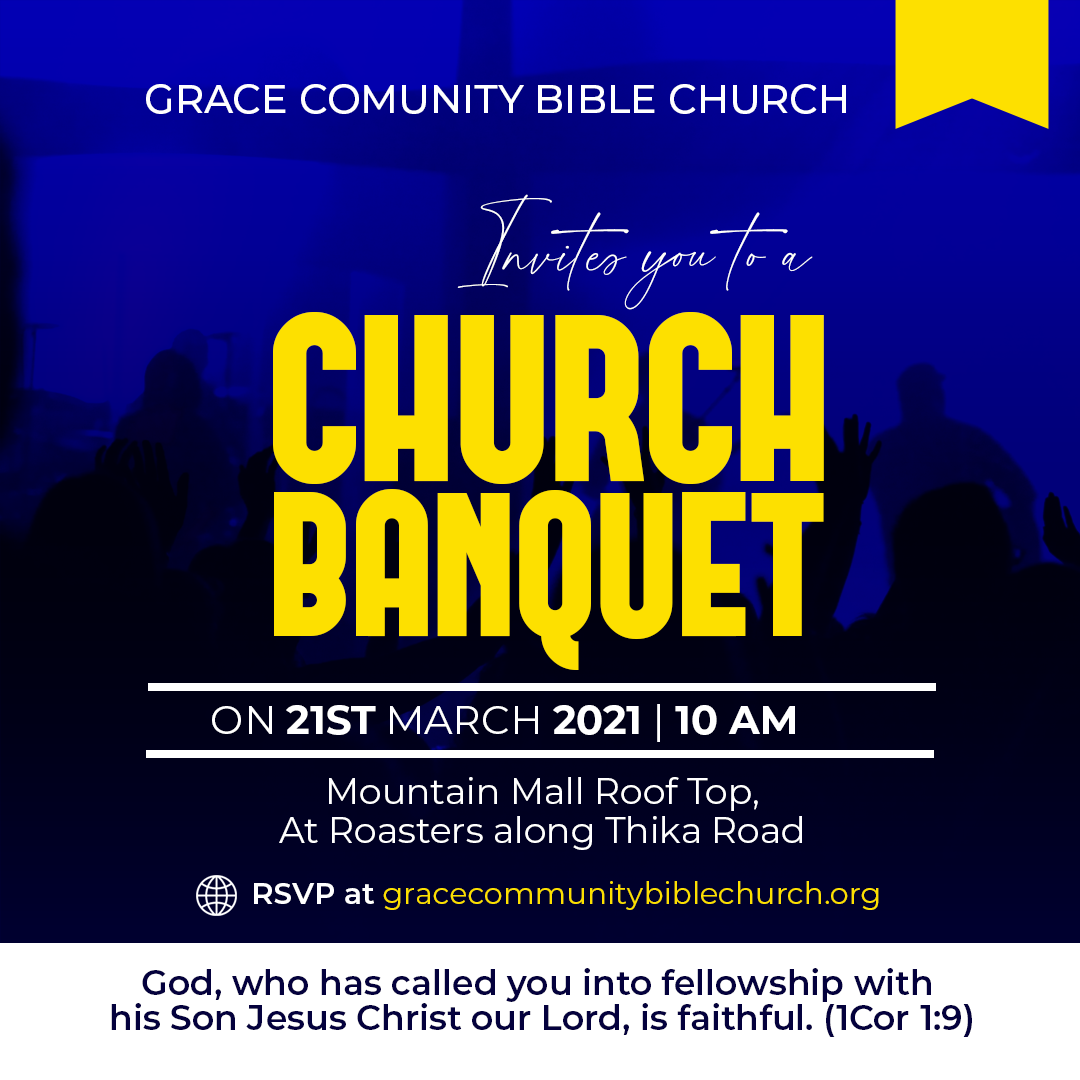 GRACE COMUNITY BIBLE CHURCH
Invites you to a
CHURCH
BANQUET
ON 21ST MARCH 2021 | 10 AM
Mountain Mall Roof Top,
At Roasters along Thika Road
RSVP at gracecommunitybiblechurch.org
God, who has called you into fellowship with
his Son Jesus Christ our Lord, is faithful. (1Cor 1:9)